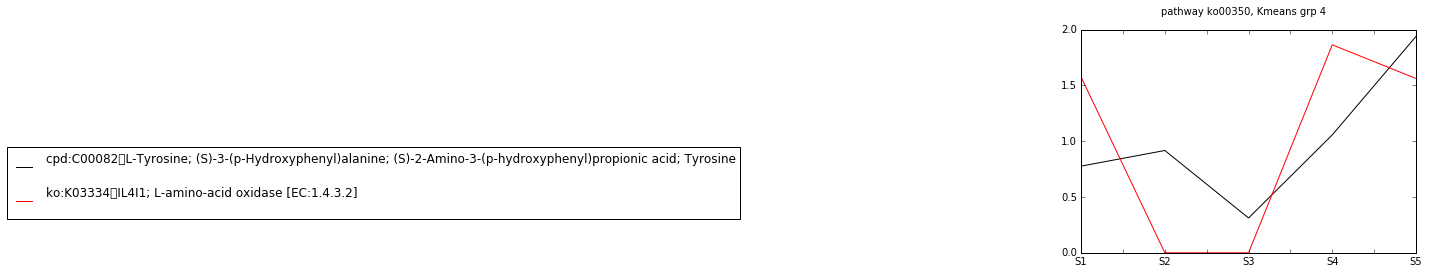 pathway ko00350, Kmeans grp 4
2.0
1.5
1.0
0.5
0.0
S1 S2 S3 S4 S5
cpd:C00082▯L-Tyrosine; (S)-3-(p-Hydroxyphenyl)alanine; (S)-2-Amino-3-(p-hydroxyphenyl)propionic acid; Tyrosine
ko:K03334▯IL4I1; L-amino-acid oxidase [EC:1.4.3.2]